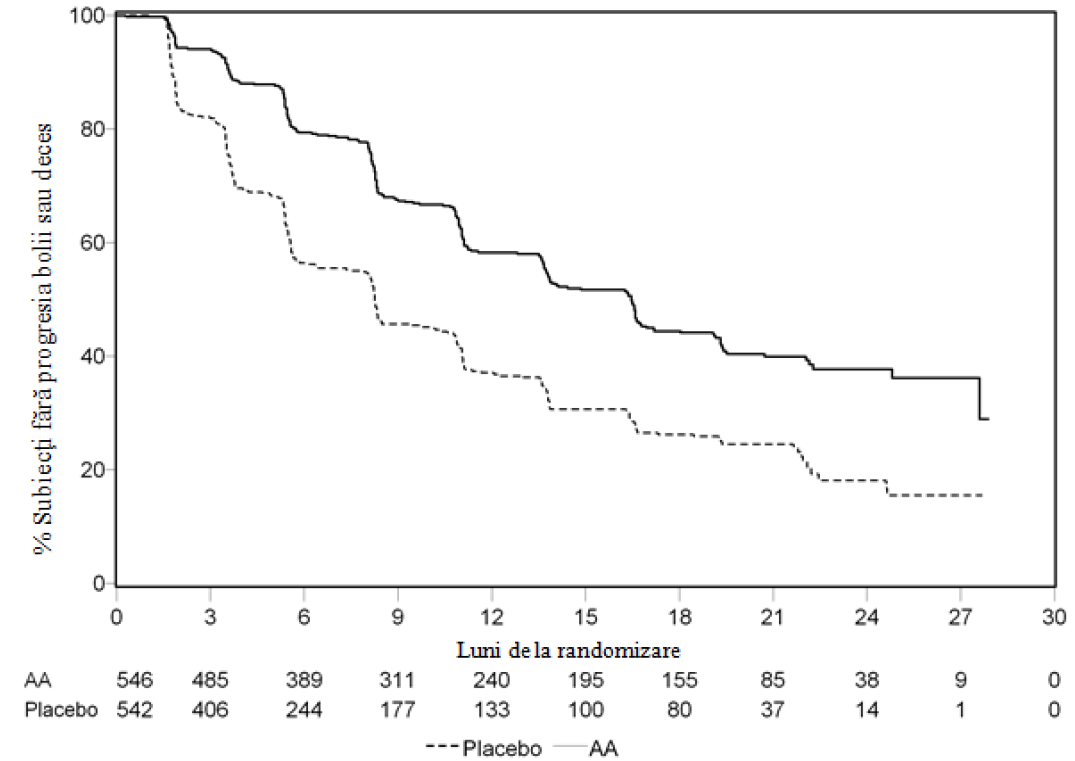 % Subiecți fără progresia bolii sau deces
100
80
60
40
20
0
0 3 6 9 12 15 18 21 24 27 30
Luni de la randomizare
AA 546 485 389 311 240 195 155 85 38 9 0
Placebo 542 406 244 177 133 100 80 37 14 1 0
Placebo AA